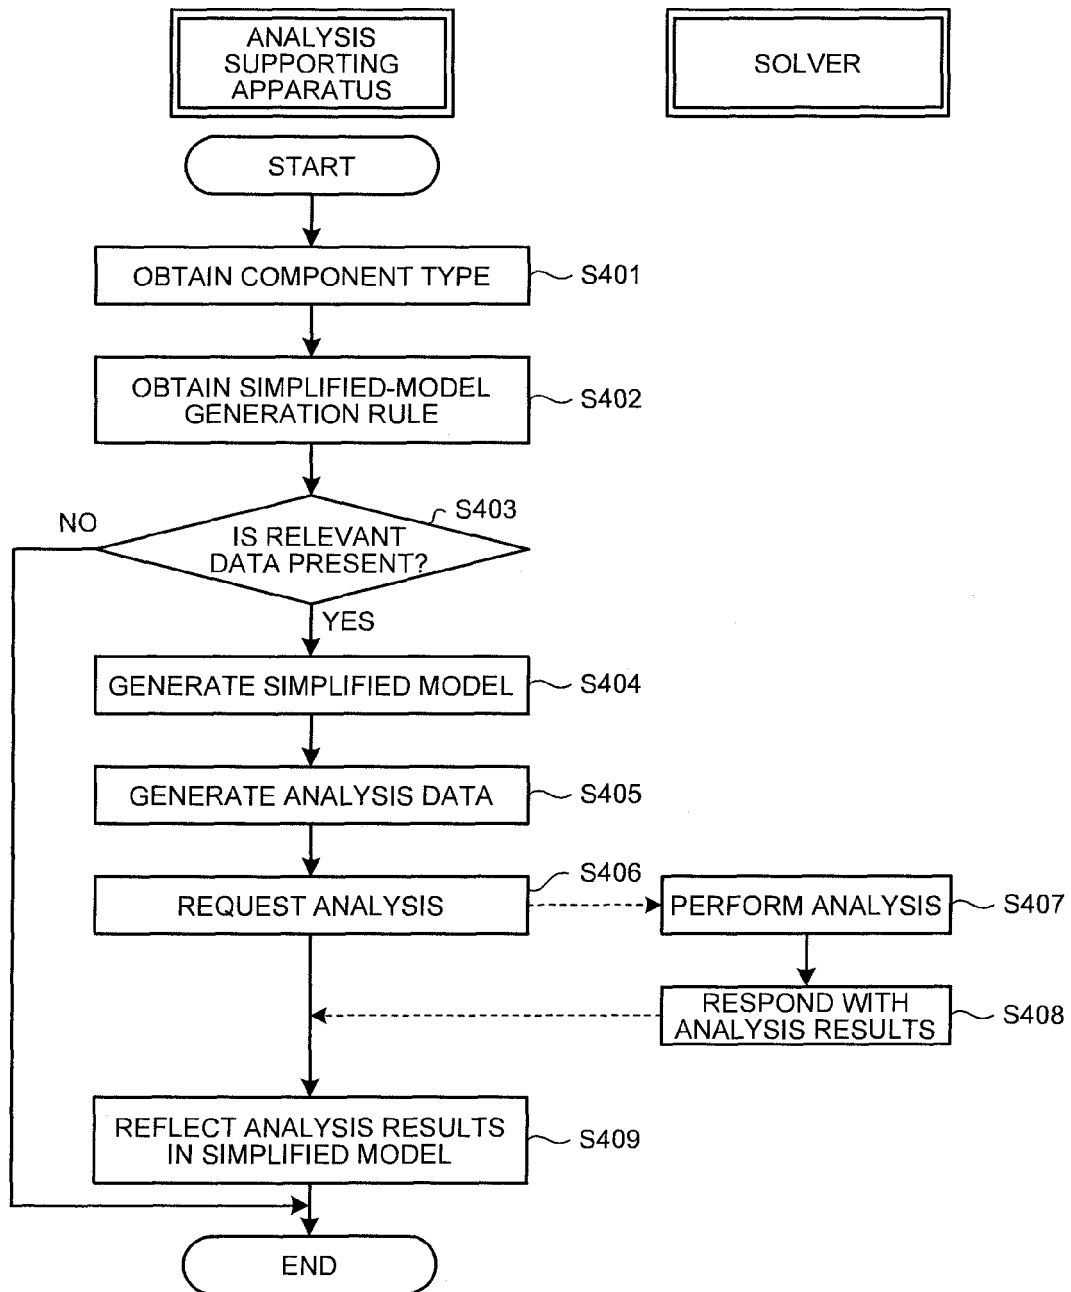 ANALYSIS
SUPPORTING
APPARATUS
SOLVER
START
OBTAIN COMPONENT TYPE
S401
OBTAIN SIMPLIFIED-MODEL
GENERATION RULE
S402
S403
NO
IS RELEVANT
DATA PRESENT?
YES
GENERATE SIMPLIFIED MODEL
S404
GENERATE ANALYSIS DATA
S405
S406
REQUEST ANALYSIS
PERFORM ANALYSIS
S407
RESPOND WITH
ANALYSIS RESULTS
S408
REFLECT ANALYSIS RESULTS
IN SIMPLIFIED MODEL
S409
END